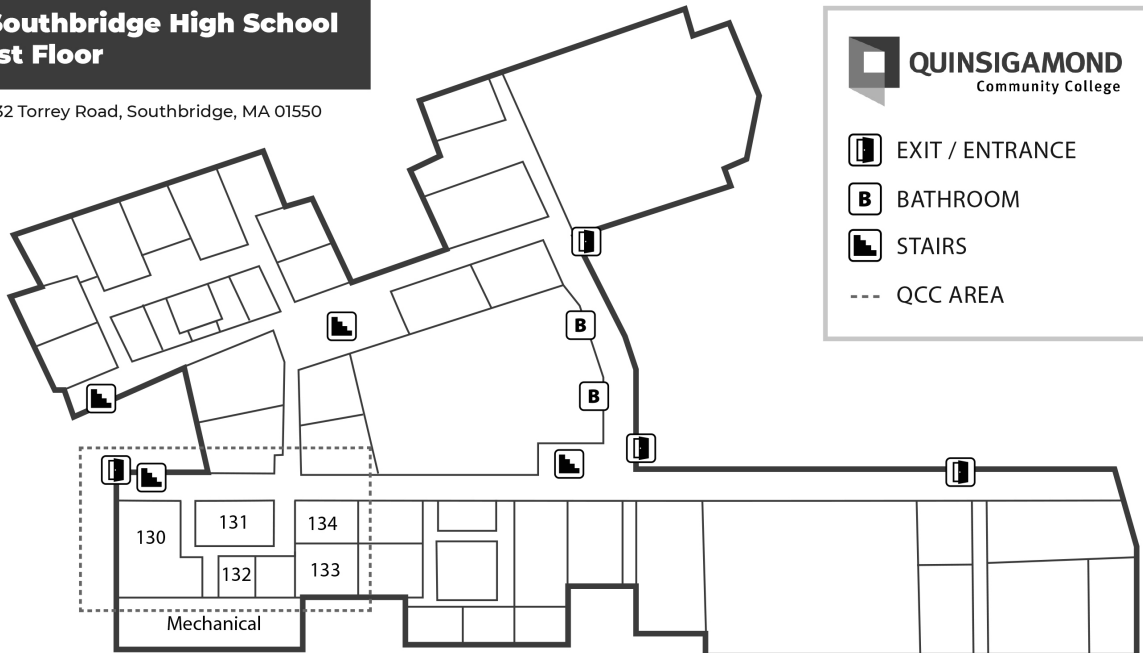 Southbridge High School
st Floor
32 Torrey Road, Southbridge, MA 01550
QUINSIGAMOND
Community College
EXIT / ENTRANCE
B BATHROOM
STAIRS
QCC AREA
B
B
130
131
134
132
133
Mechanical